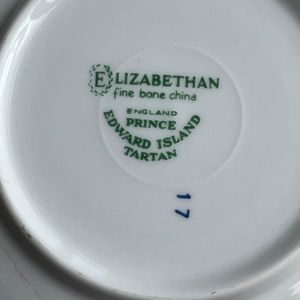 ELIZABETHAN
fine bone china
ENGLAND
PRINCE
EDWARD ISLAND
TARTAN
17